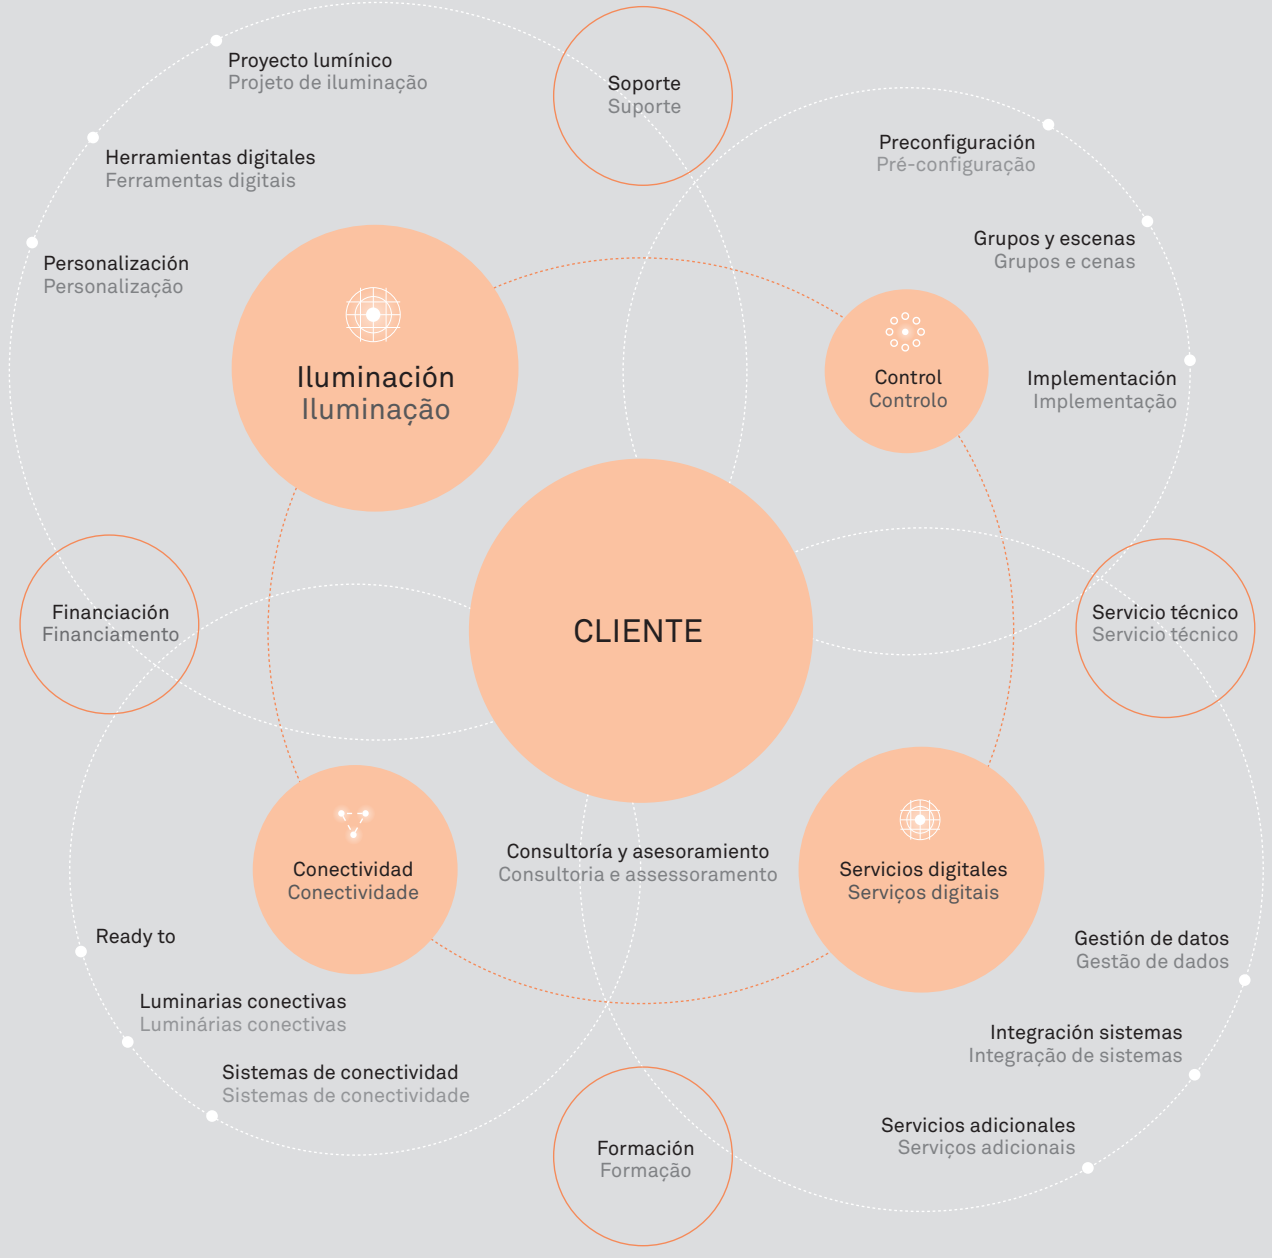 Proyecto lumínico
Projeto de iluminação
Soporte
Suporte
Herramientas digitales
Ferramentas digitais
Preconfiguración
Pré-configuração
Personalización
Personalização
Grupos y escenas
Grupos e cenas
Iluminación
Iluminação
Control
Controlo
Implementación
Implementação
Financiación
Financiamento
CLIENTE
Servicio técnico
Servicio técnico
Conectividad
Conectividade
Consultoría y asesoramiento
Consultoria e assessoramento
Servicios digitales
Serviços digitais
Ready to
Gestión de datos
Gestão de dados
Luminarias conectivas
Luminárias conectivas
Integración sistemas
Integração de sistemas
Sistemas de conectividad
Sistemas de conectividade
Servicios adicionales
Serviços adicionais
Formación
Formação